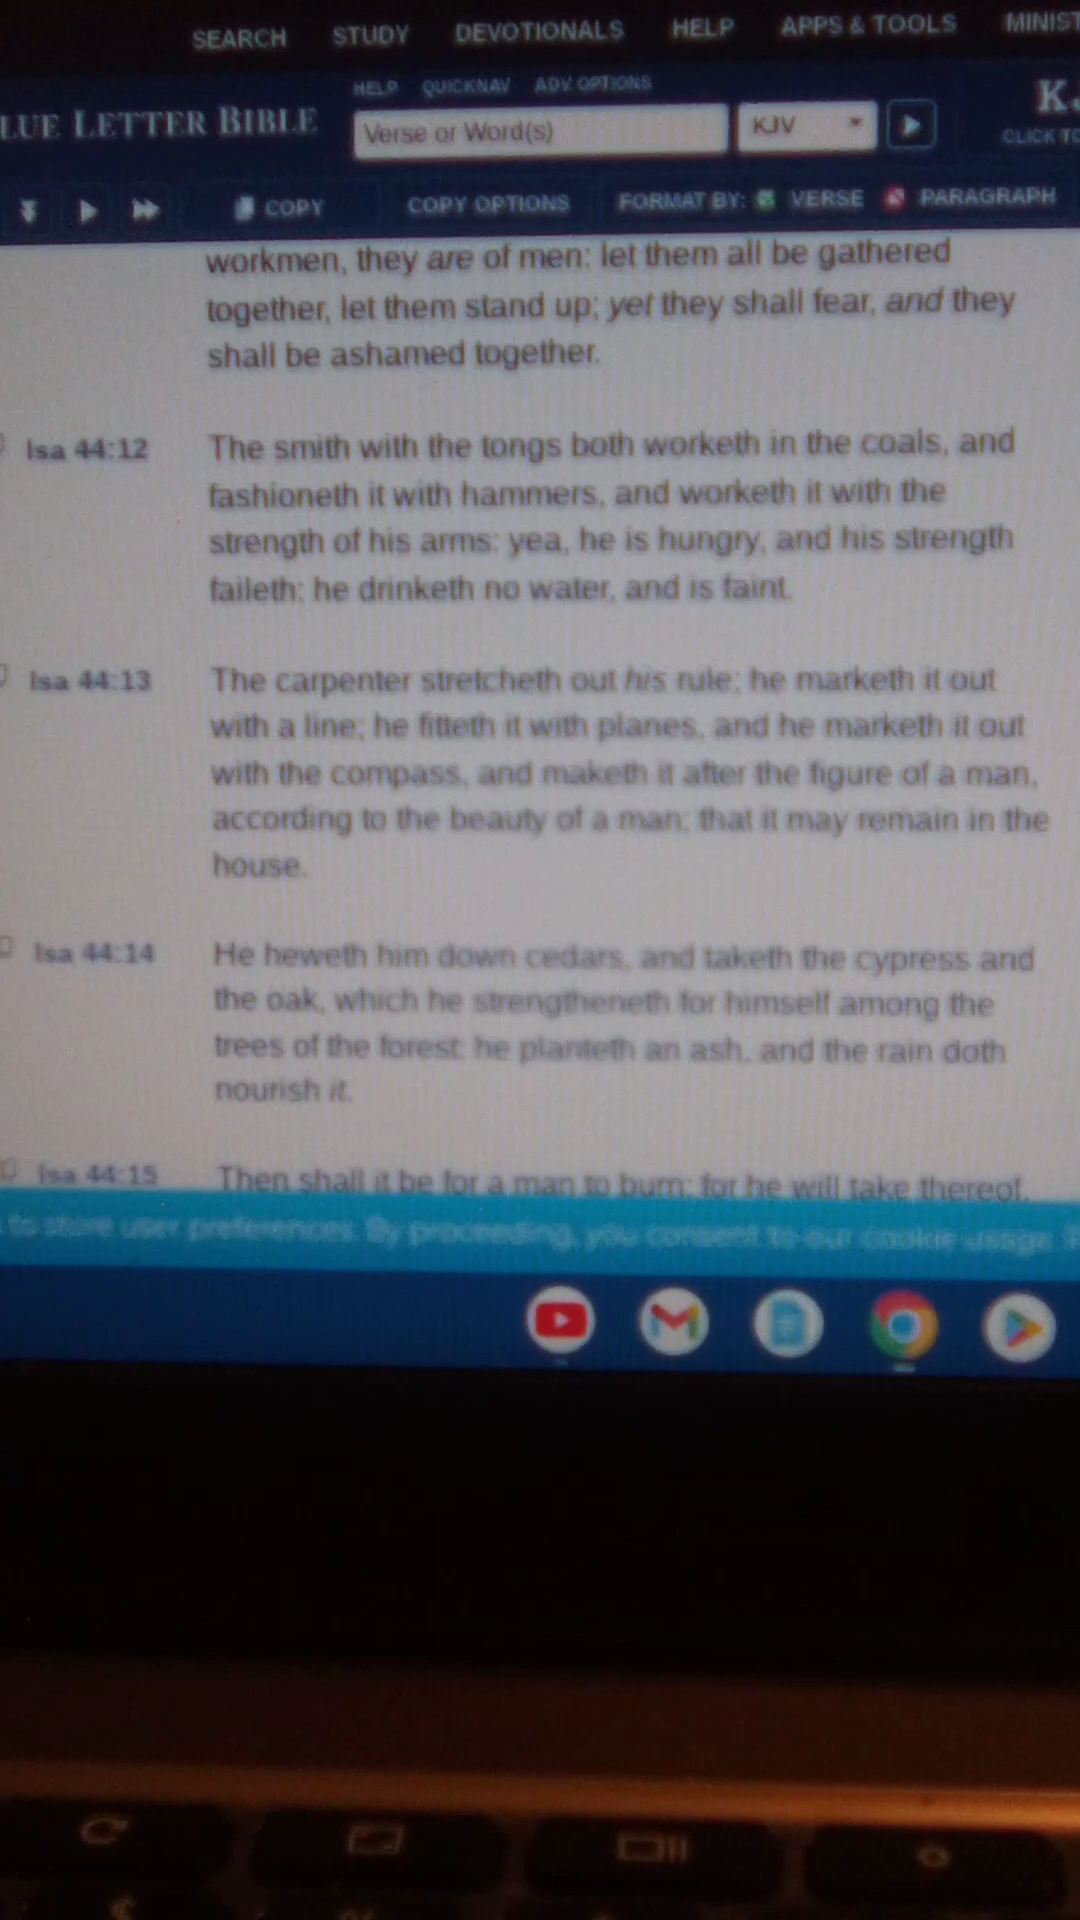 SEARCH STUDY DEVOTIONALS HELP APPS & TOOLS MINIST
HELP QUICKNAV ADV OPTIONS
LUE LETTER BIBLE Verse or Word(s) KJV K
CLICK TO
COPY COPY OPTIONS FORMAT BY: VERSE PARAGRAPH
workmen, they are of men: let them all be gathered
together, let them stand up; yet they shall fear, and they
shall be ashamed together.
Isa 44:12 The smith with the tongs both worketh in the coals, and
fashioneth it with hammers, and worketh it with the
strength of his arms: yea, he is hungry, and his strength
faileth: he drinketh no water, and is faint.
Isa 44:13 The carpenter stretcheth out his rule; he marketh it out
with a line; he fitteth it with planes, and he marketh it out
with the compass, and maketh it after the figure of a man,
according to the beauty of a man; that it may remain in the
house.
Isa 44:14 He heweth him down cedars, and taketh the cypress and
the oak, which he strengtheneth for himself among the
trees of the forest: he planteth an ash, and the rain doth
nourish it.
Isa 44:15 Then shall it be for a man to burn: for he will take thereof,
to store user preferences. By proceeding, you consent to our cookie usage.
$ %